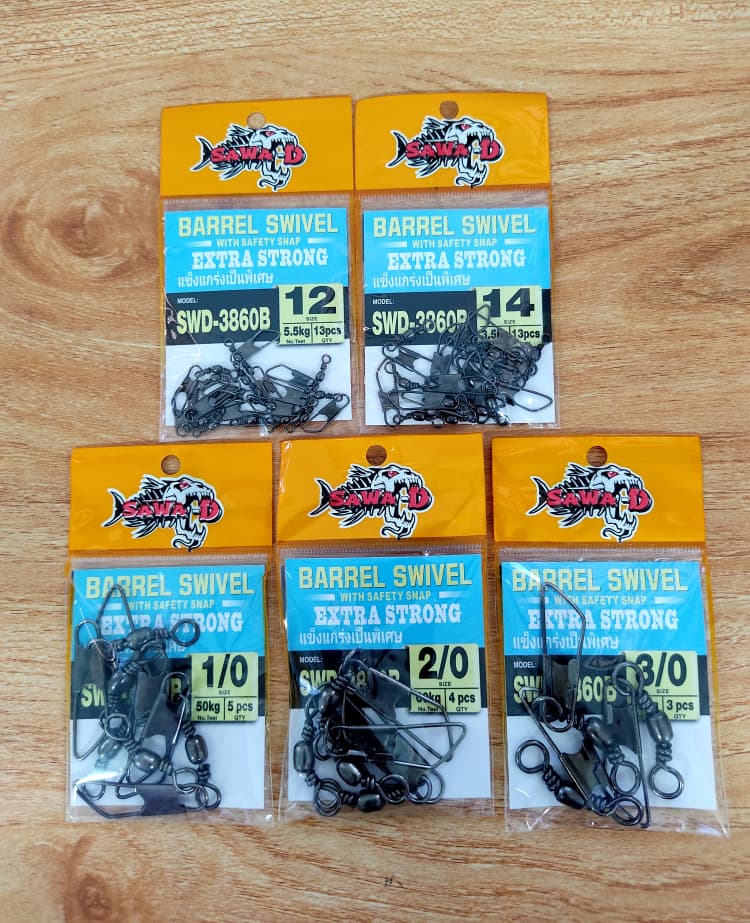 SAWA-D
BARREL SWIVEL
WITH SAFETY SNAP
EXTRA STRONG
แข็งแกร่งเป็นพิเศษ
MODEL:
SWD-3860B
12
SIZE
5.5kg 13pcs
No.Test QTY
SAWA-D
BARREL SWIVEL
WITH SAFETY SNAP
EXTRA STRONG
แข็งแกร่งเป็นพิเศษ
MODEL:
SWD-3860B
14
SIZE
13pcs
QTY
SAWA-D
BARREL SWIVEL
WITH SAFETY SNAP
EXTRA STRONG
1/0
SIZE
50kg 5 pcs
No.Test QTY
SAWA-D
BARREL SWIVEL
WITH SAFETY SNAP
EXTRA STRONG
แข็งแกร่งเป็นพิเศษ
MODEL:
2/0
SIZE
4 pcs
No.Test QTY
SAWA-D
BARREL SWIVEL
WITH SAFETY SNAP
EXTRA STRONG
แข็งแกร่งเป็นพิเศษ
MODEL:
3/0
SIZE
3 pcs
QTY